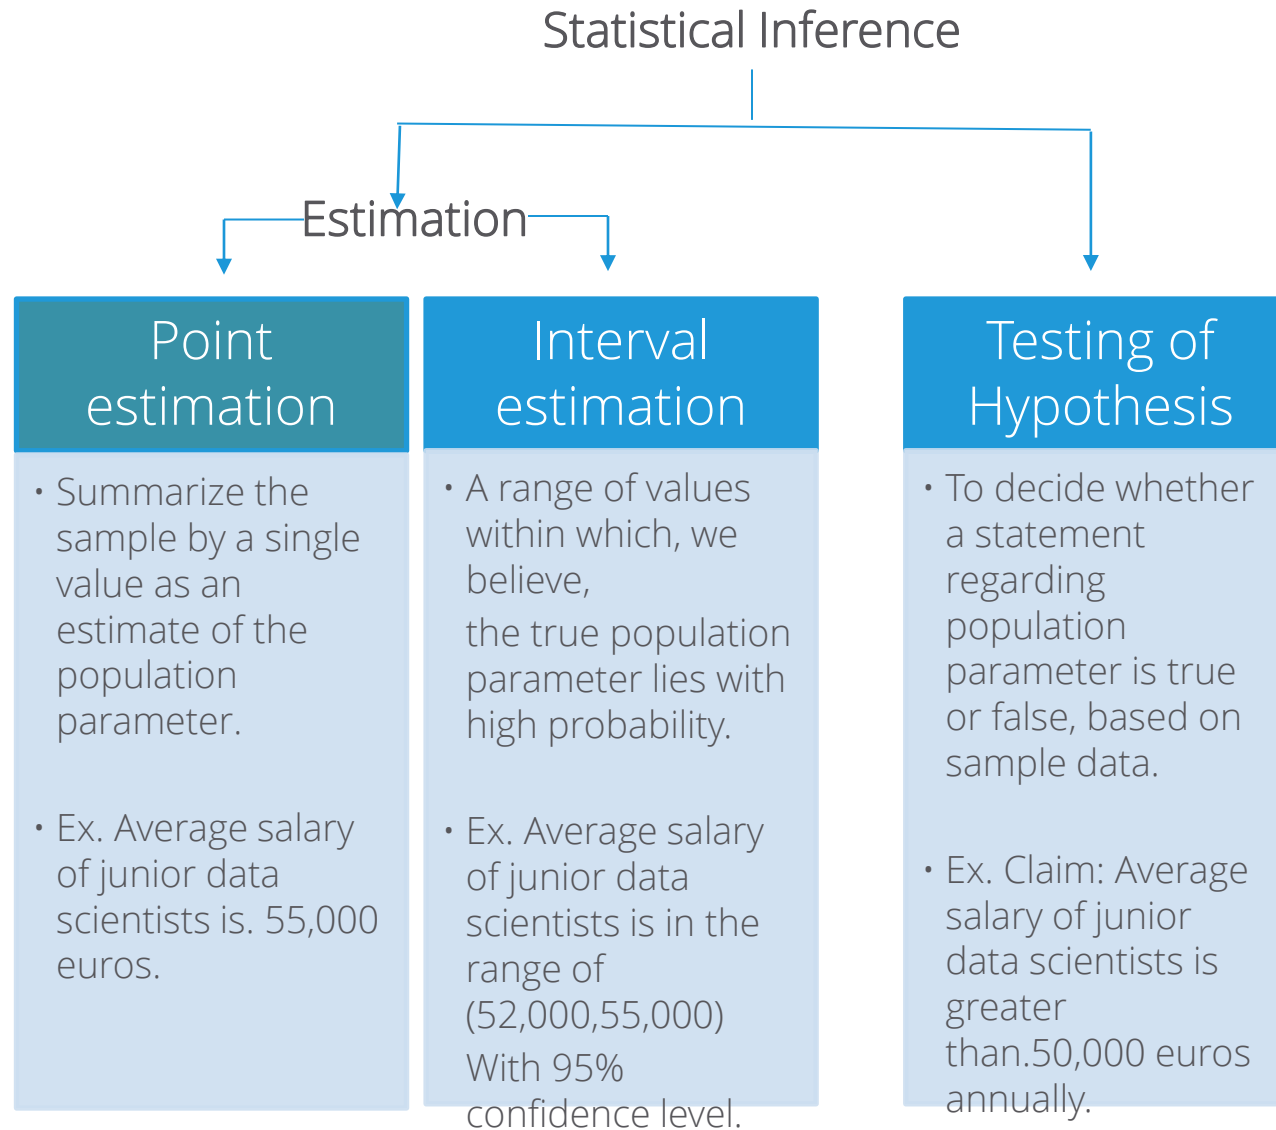 Statistical Inference
Estimation
Point
estimation
• Summarize the
sample by a single
value as an
estimate of the
population
parameter.
• Ex. Average salary
of junior data
scientists is. 55,000
euros.
Interval
estimation
• A range of values
within which, we
believe,
the true population
parameter lies with
high probability.
• Ex. Average salary
of junior data
scientists is in the
range of
(52,000,55,000)
With 95%
confidence level.
Testing of
Hypothesis
• To decide whether
a statement
regarding
population
parameter is true
or false, based on
sample data.
• Ex. Claim: Average
salary of junior
data scientists is
greater
than.50,000 euros
annually.